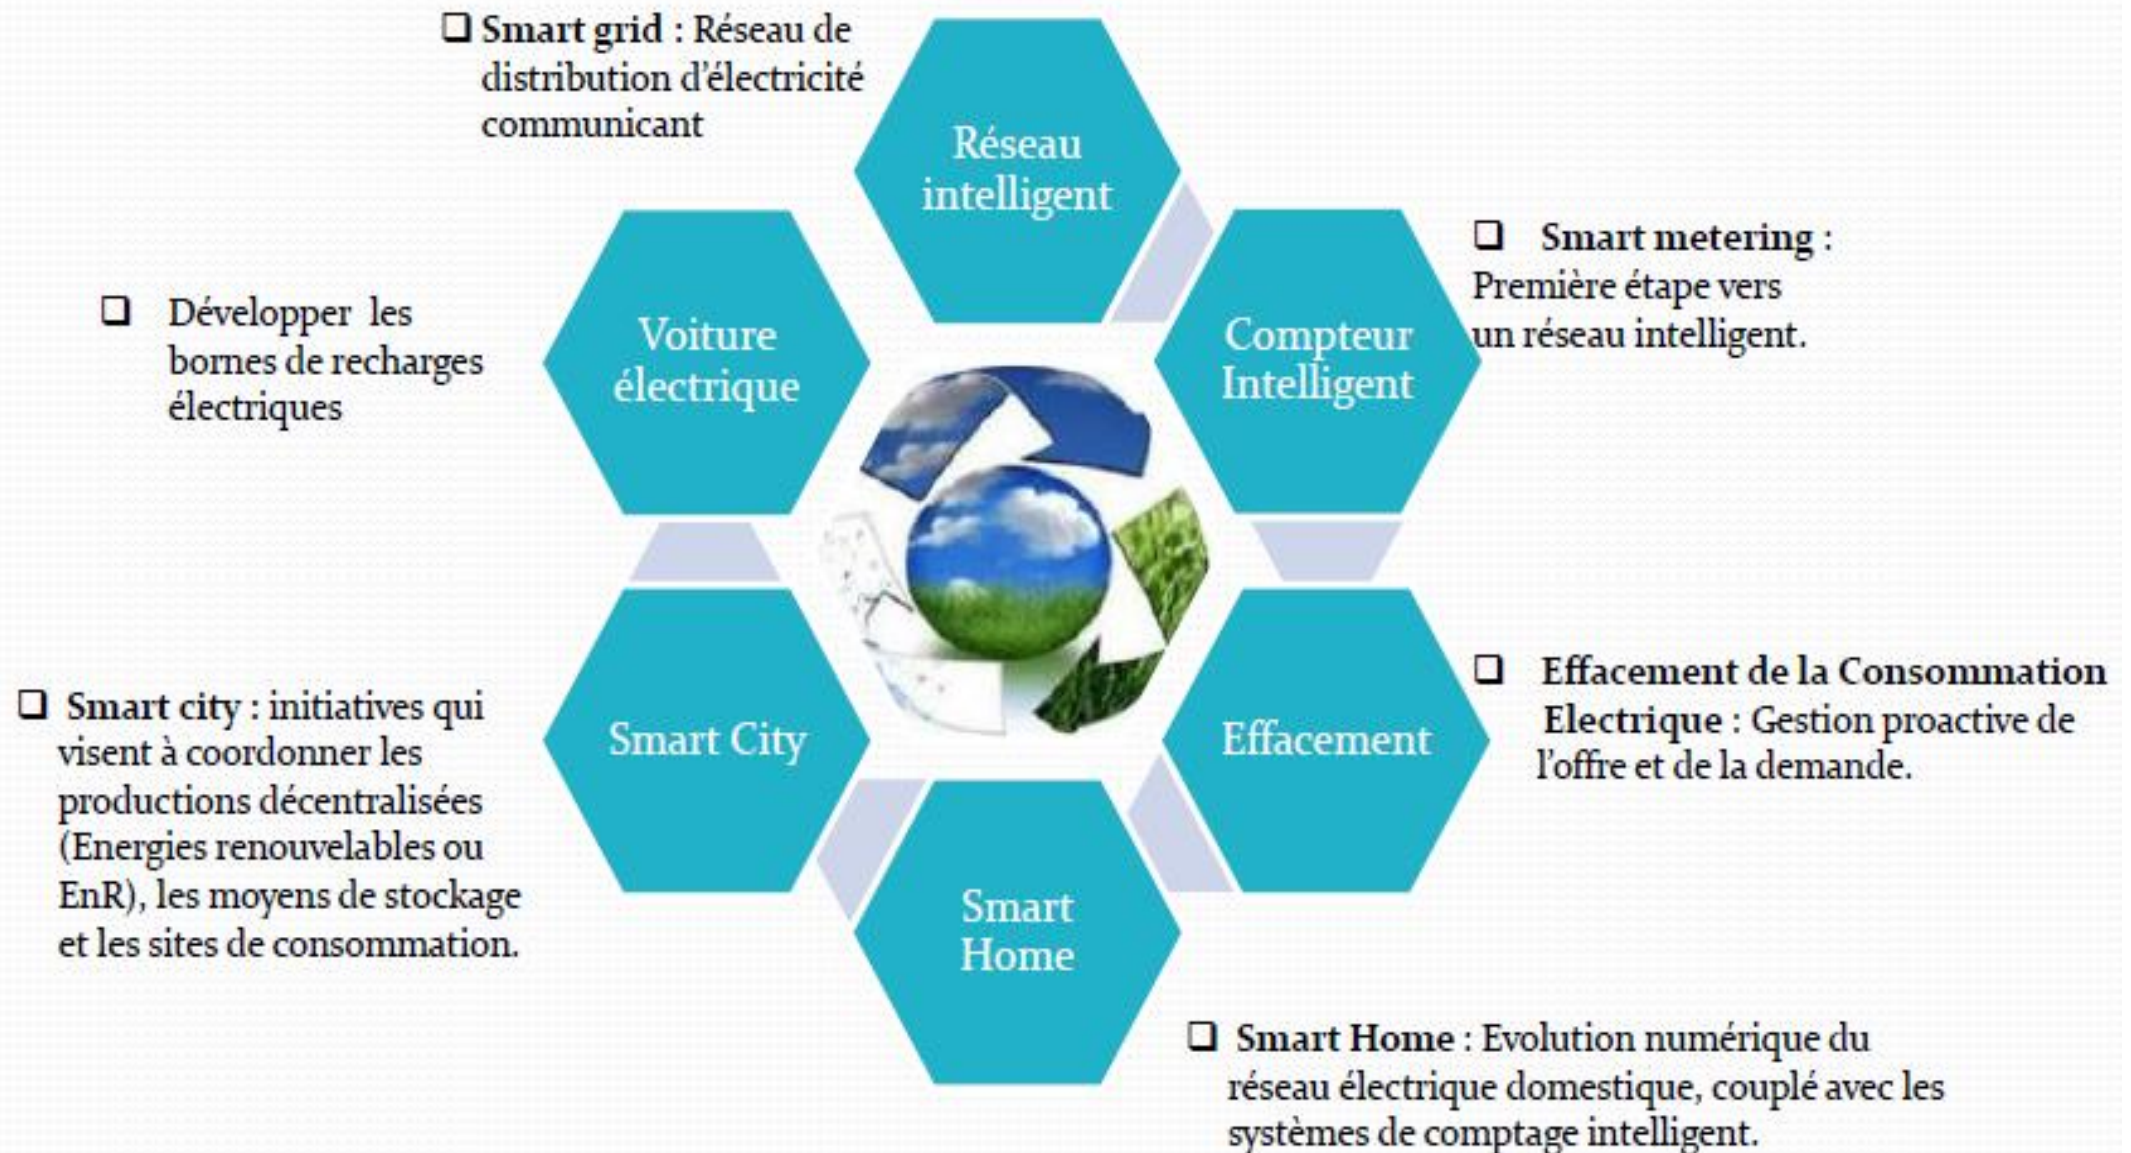 ❑ Smart grid : Réseau de
distribution d'électricité
communicant
Réseau
intelligent
❑ Smart metering :
Première étape vers
un réseau intelligent.
Compteur
Intelligent
❑ Développer les
bornes de recharges
électriques
Voiture
électrique
❑ Effacement de la Consommation
Electrique : Gestion proactive de
l'offre et de la demande.
Effacement
❑ Smart city : initiatives qui
visent à coordonner les
productions décentralisées
(Energies renouvelables ou
EnR), les moyens de stockage
et les sites de consommation.
Smart City
Smart
Home
❑ Smart Home : Evolution numérique du
réseau électrique domestique, couplé avec les
systèmes de comptage intelligent.